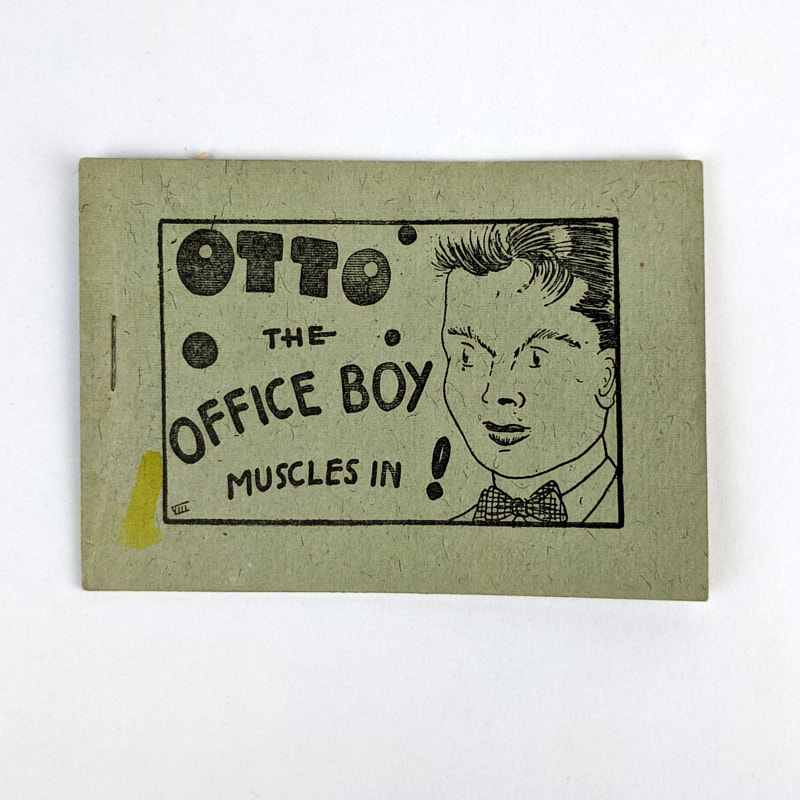 OTTO
THE
OFFICE BOY
MUSCLES IN !
VIII